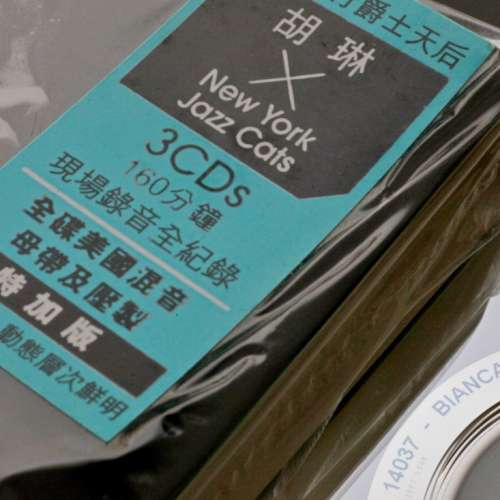 爵士天后
胡琳
×
New York
Jazz Cats
3CDs
160分鐘
現場錄音全紀錄
全碟美國混音
母帶及壓製
特加版
動態層次鮮明
14037 - BIANCA